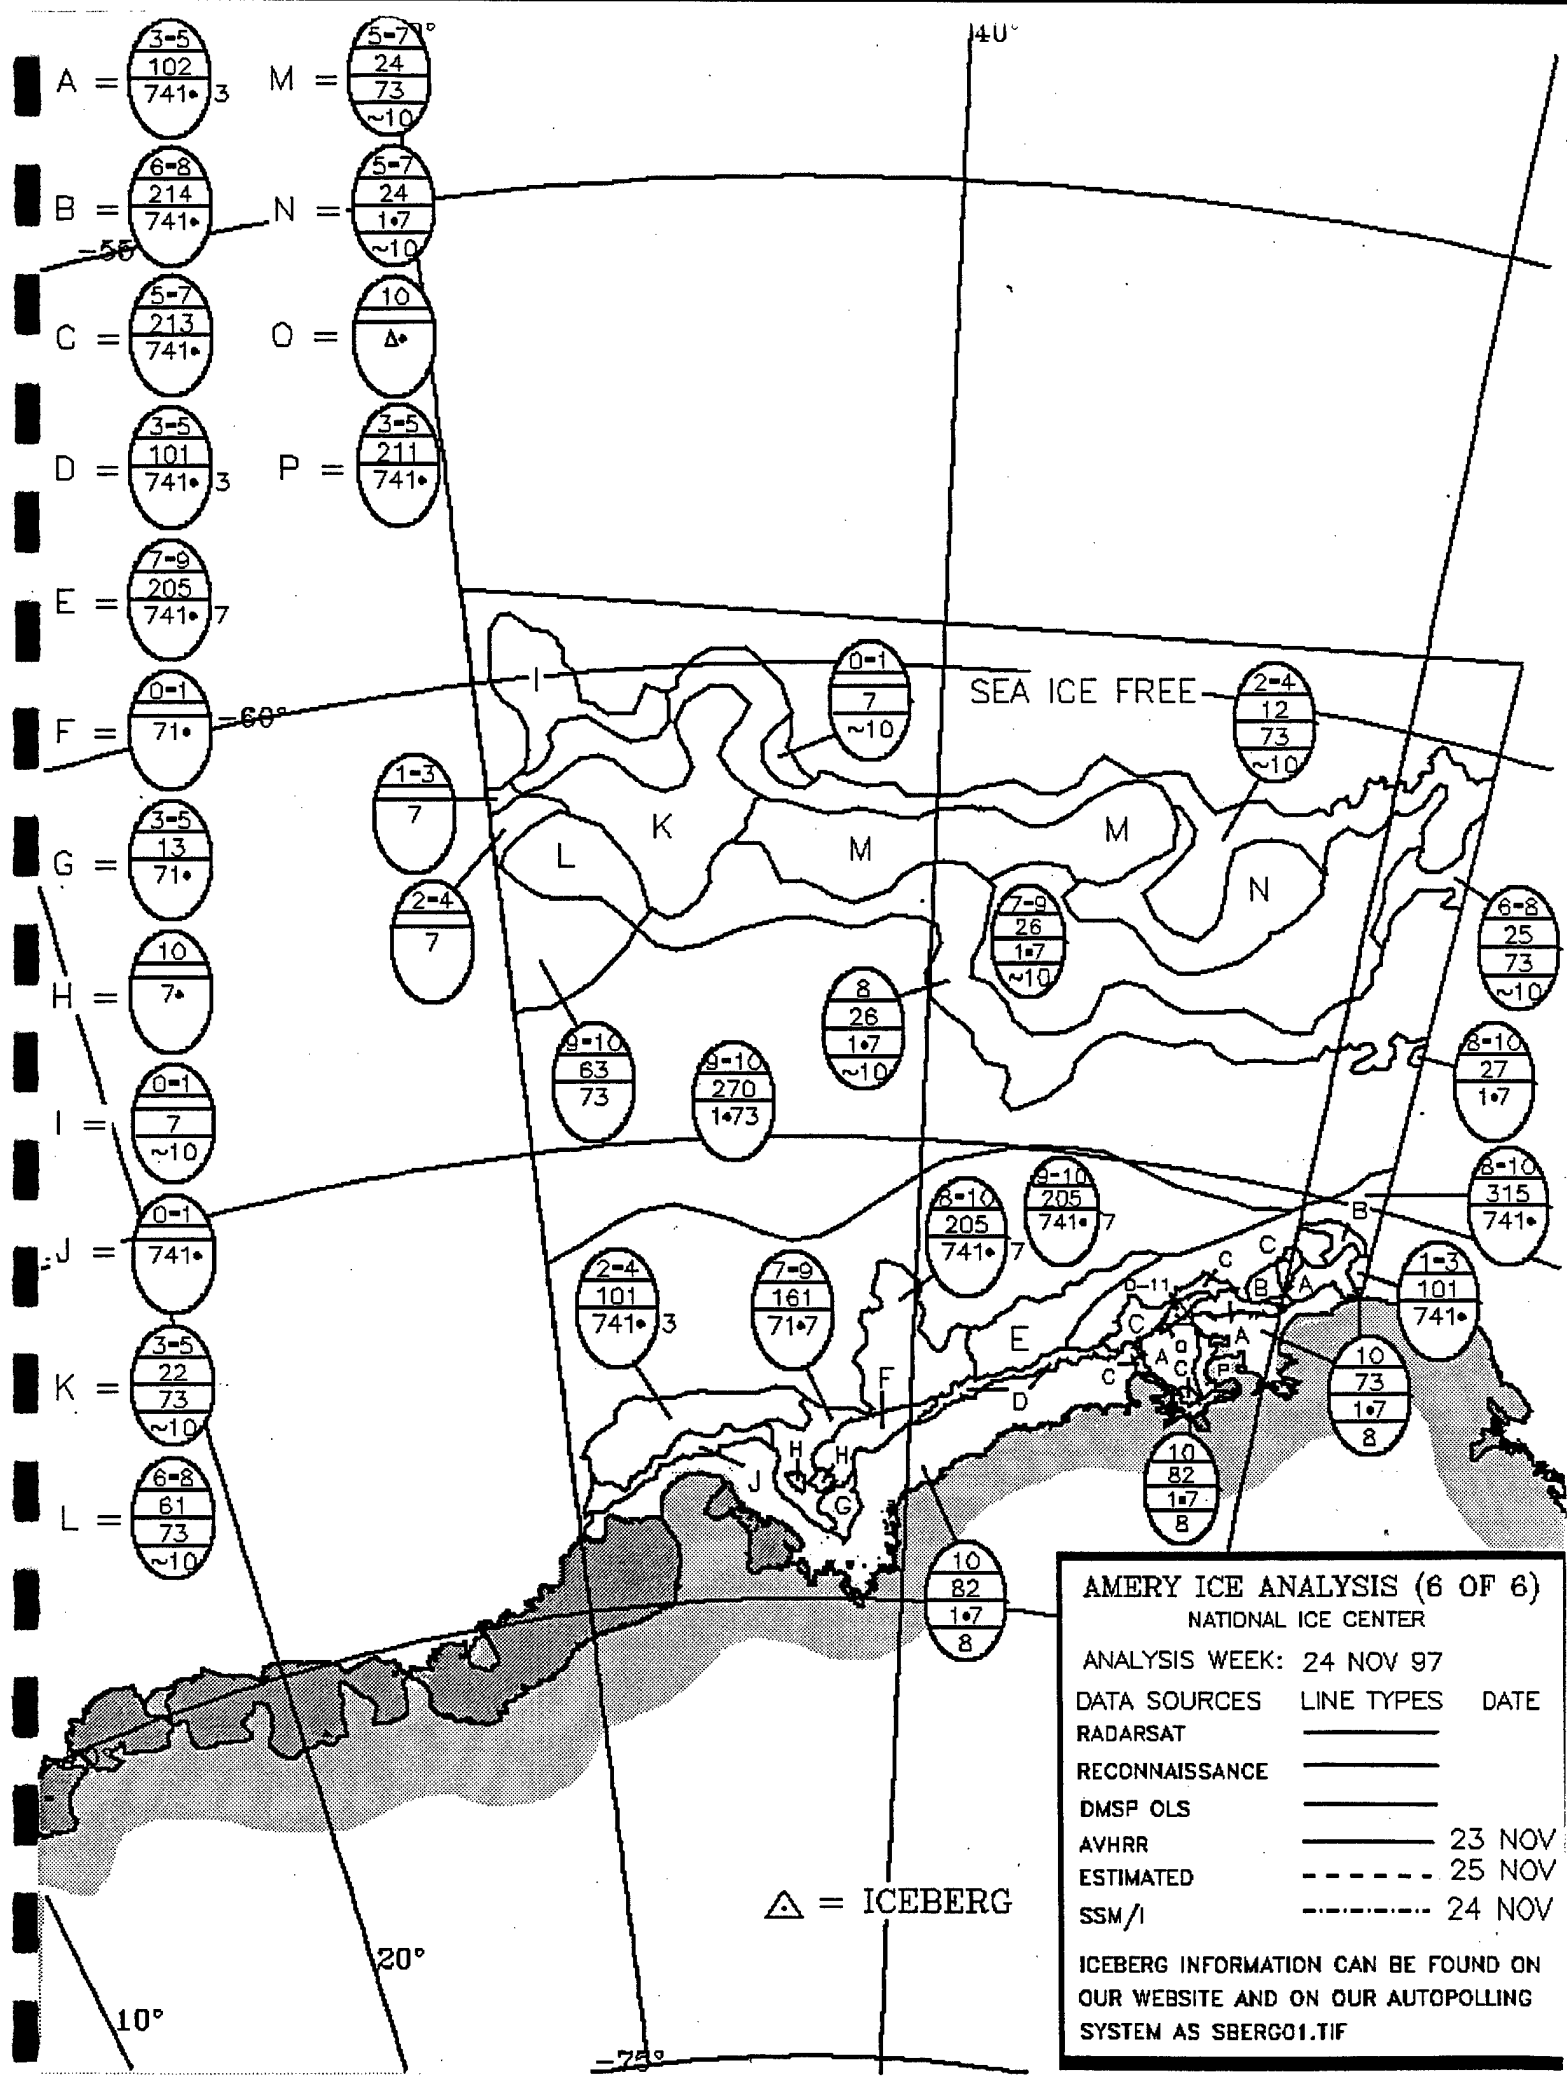 40°
A =
3-5
102
741• 3
B =
6-8
214
741•
-55
C =
5-7
213
741•
D =
3-5
101
741• 3
E =
7-9
205
741• 7
F =
0-1
71•
-60°
G =
3-5
13
71•
H =
10
7•
I =
0-1
7
~10
J =
0-1
741•
K =
3-5
22
73
~10
L =
6-8
61
73
~10
M =
5-7
24
73
~10
N =
5-7
24
1•7
~10
O =
10
Δ•
P =
3-5
211
741•
I
0-1
7
~10
SEA ICE FREE
2-4
12
73
~10
1-3
7
K
M
M
L
N
2-4
7
7-9
26
1•7
~10
6-8
25
73
~10
8
26
1•7
~10
9-10
63
73
9-10
270
1•73
8-10
27
1•7
8-10
205
741• 7
9-10
205
741• 7
8-10
315
741•
B
C
C
D-11
B
A
C
E
A
A
C
C
P
D
F
2-4
101
741• 3
7-9
161
71•7
1-3
101
741•
10
73
1•7
8
H
H
J
G
10
82
1•7
8
10
82
1•7
8
AMERY ICE ANALYSIS (6 OF 6)
NATIONAL ICE CENTER
ANALYSIS WEEK: 24 NOV 97
DATA SOURCES LINE TYPES DATE
RADARSAT
RECONNAISSANCE
DMSP OLS
AVHRR 23 NOV
ESTIMATED 25 NOV
SSM/I 24 NOV
ICEBERG INFORMATION CAN BE FOUND ON
OUR WEBSITE AND ON OUR AUTOPOLLING
SYSTEM AS SBERG01.TIF
△ = ICEBERG
20°
10°
-75°